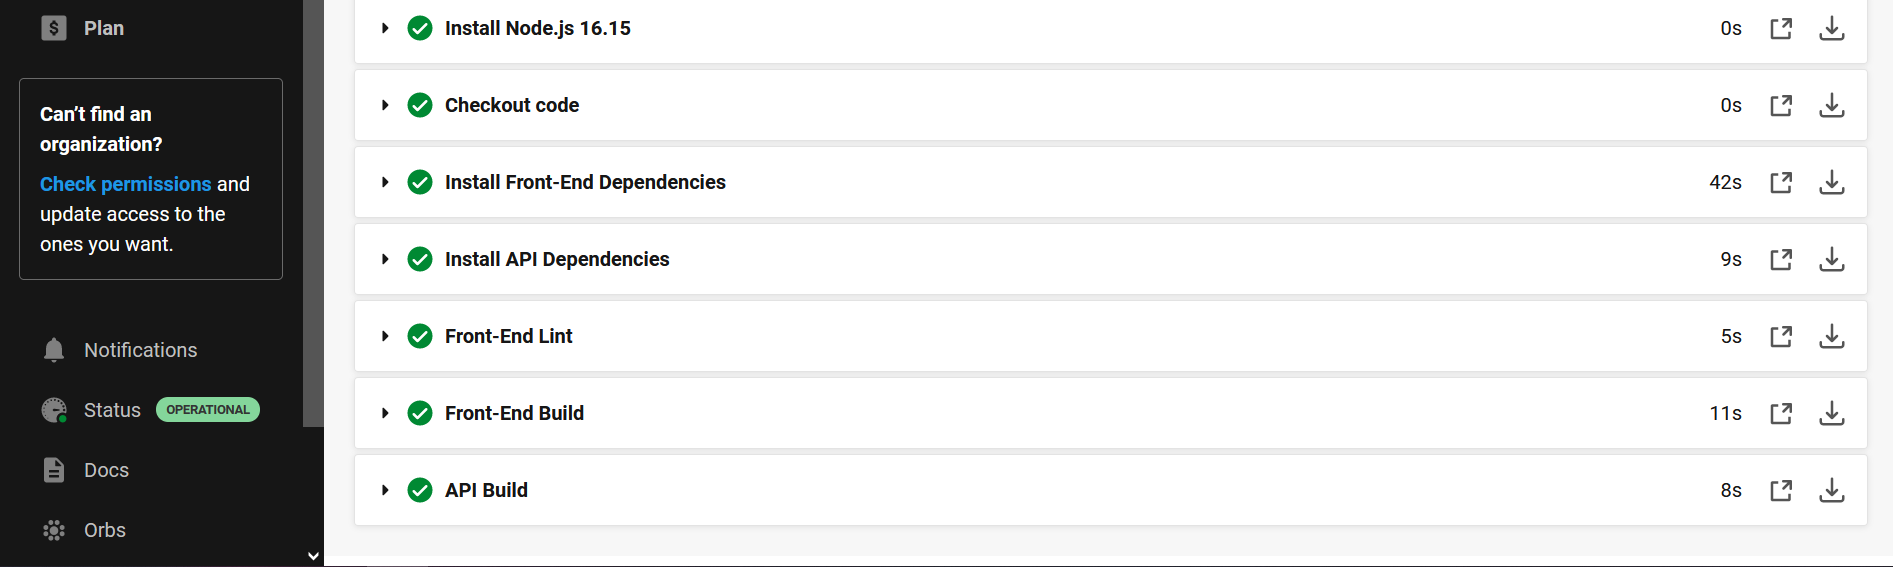 Plan
Can’t find an
organization?
Check permissions and
update access to the
ones you want.
Notifications
Status OPERATIONAL
Docs
Orbs
Install Node.js 16.15 0s
Checkout code 0s
Install Front-End Dependencies 42s
Install API Dependencies 9s
Front-End Lint 5s
Front-End Build 11s
API Build 8s